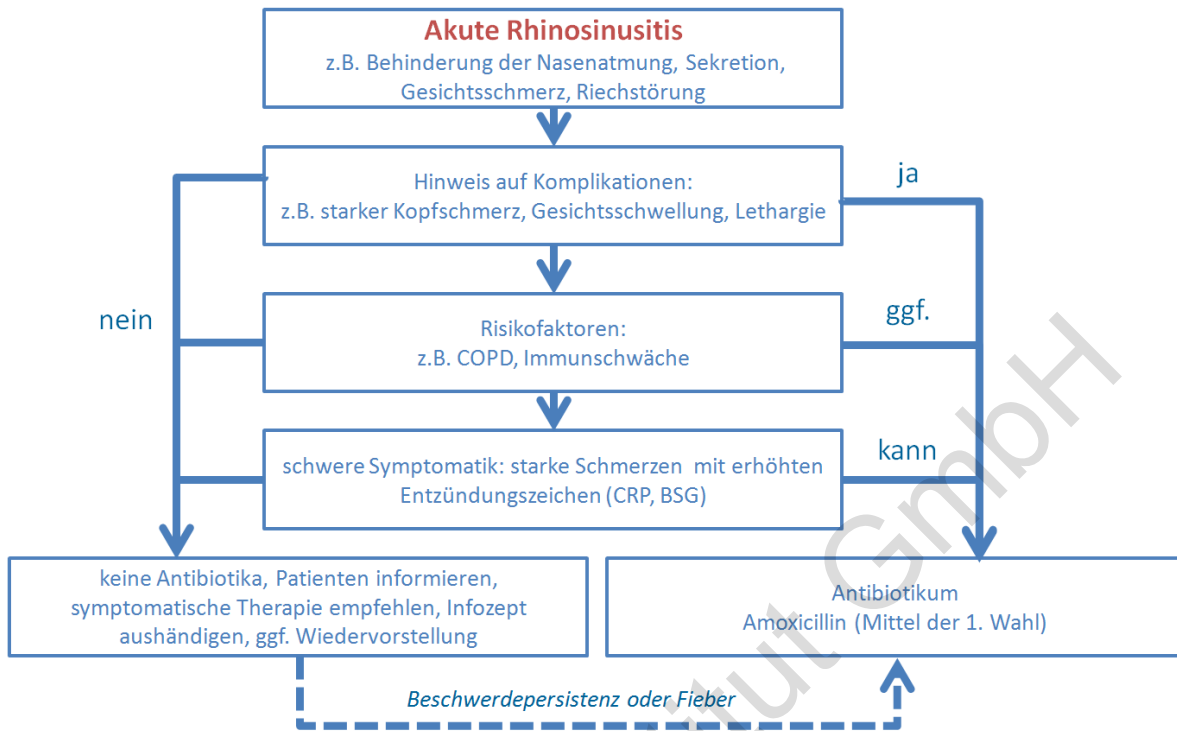 Akute Rhinosinusitis
z.B. Behinderung der Nasenatmung, Sekretion,
Gesichtsschmerz, Riechstörung
Hinweis auf Komplikationen:
z.B. starker Kopfschmerz, Gesichtsschwellung, Lethargie
ja
nein
Risikofaktoren:
z.B. COPD, Immunschwäche
ggf.
schwere Symptomatik: starke Schmerzen mit erhöhten
Entzündungszeichen (CRP, BSG)
kann
keine Antibiotika, Patienten informieren,
symptomatische Therapie empfehlen, Infozept
aushändigen, ggf. Wiedervorstellung
Antibiotikum
Amoxicillin (Mittel der 1. Wahl)
Beschwerdepersistenz oder Fieber
itut GmbH